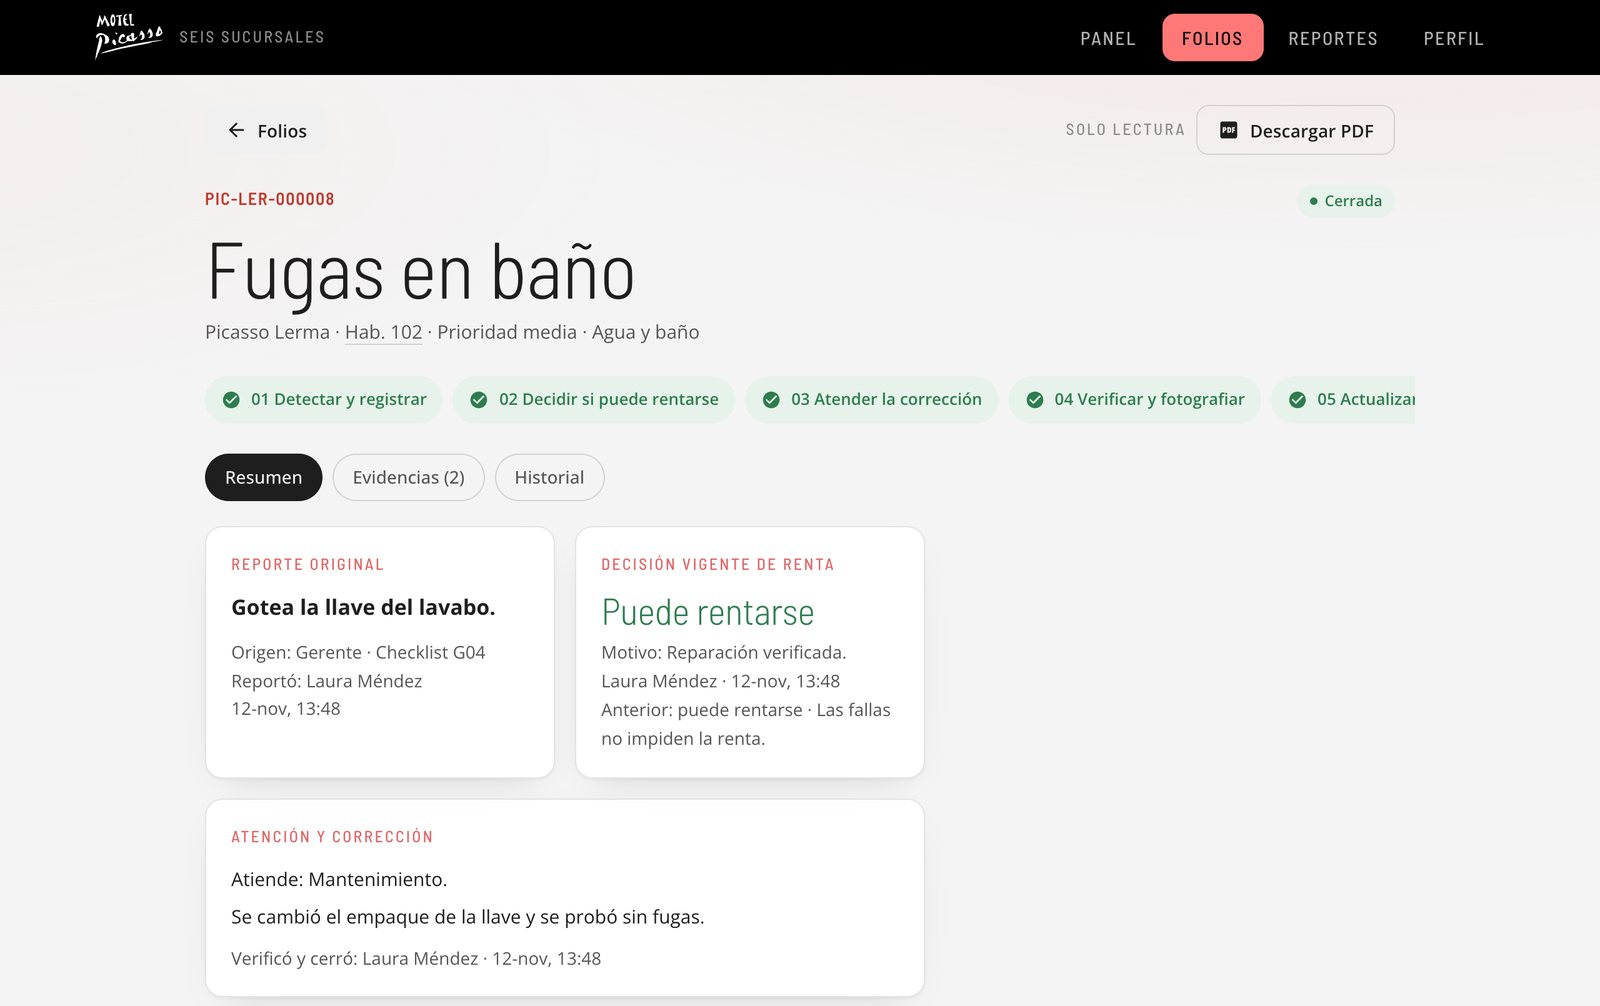 MOTEL
Picasso
SEIS SUCURSALES
PANEL
FOLIOS
REPORTES
PERFIL
Folios
SOLO LECTURA
PDF
Descargar PDF
PIC-LER-000008
Cerrada
Fugas en baño
Picasso Lerma · Hab. 102 · Prioridad media · Agua y baño
01 Detectar y registrar
02 Decidir si puede rentarse
03 Atender la corrección
04 Verificar y fotografiar
05 Actualizar
Resumen
Evidencias (2)
Historial
REPORTE ORIGINAL
Gotea la llave del lavabo.
Origen: Gerente · Checklist G04
Reportó: Laura Méndez
12-nov, 13:48
DECISIÓN VIGENTE DE RENTA
Puede rentarse
Motivo: Reparación verificada.
Laura Méndez · 12-nov, 13:48
Anterior: puede rentarse · Las fallas
no impiden la renta.
ATENCIÓN Y CORRECCIÓN
Atiende: Mantenimiento.
Se cambió el empaque de la llave y se probó sin fugas.
Verificó y cerró: Laura Méndez · 12-nov, 13:48